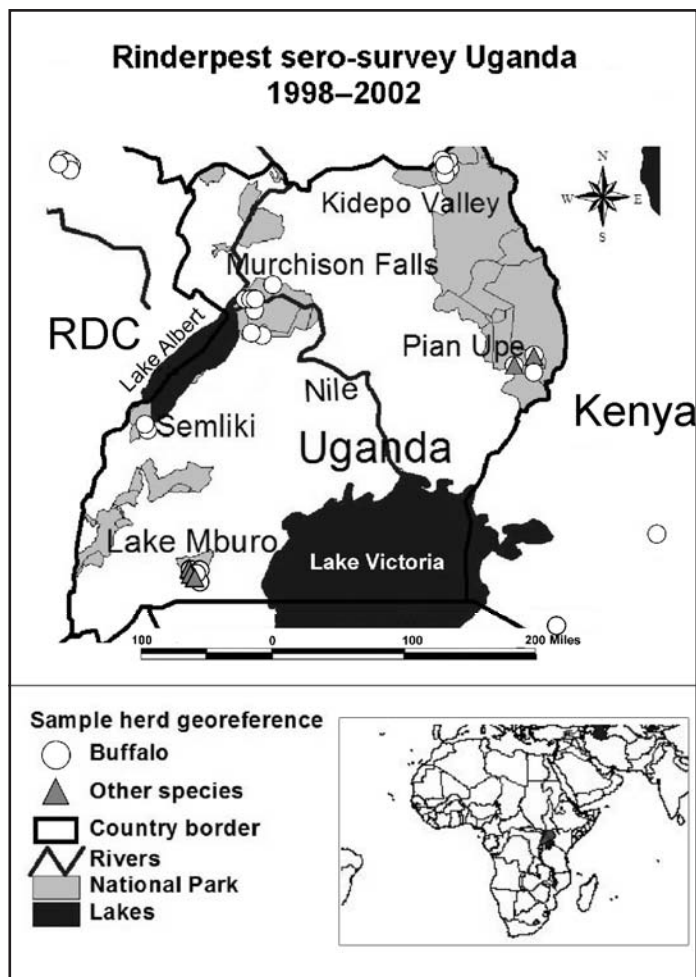 Rinderpest sero-survey Uganda
1998–2002
N
W E
S
Kidepo Valley
Murchison Falls
RDC
Lake Albert
Pian Upe
Nile
Kenya
Semliki
Uganda
Lake Mburo
Lake Victoria
100 0 100 200 Miles
Sample herd georeference
Buffalo
Other species
Country border
Rivers
National Park
Lakes